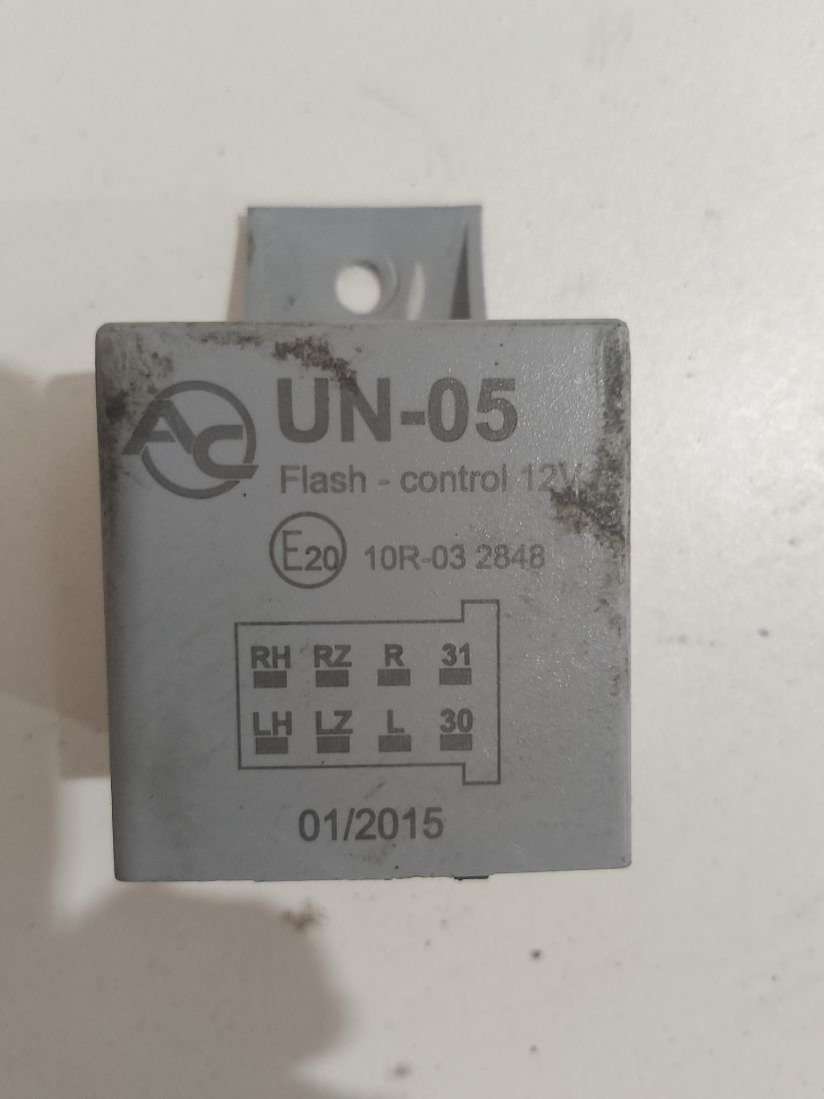 AC UN-05
Flash - control 12V
E20 10R-03 2848
RH RZ R 31
LH LZ L 30
01/2015